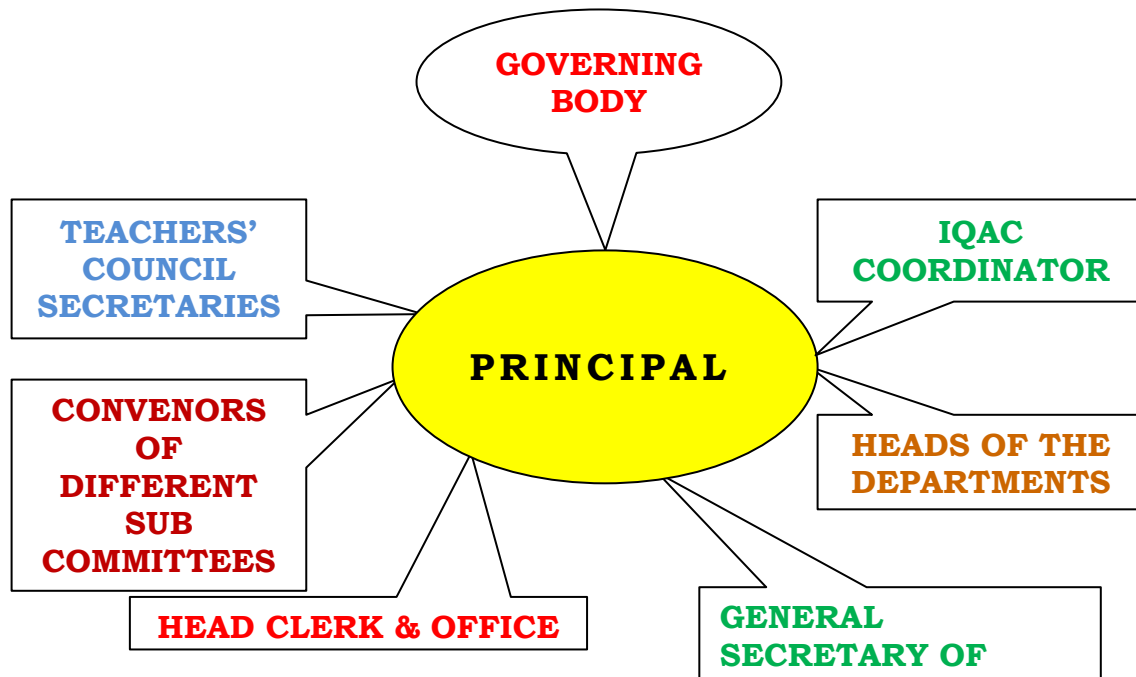 GOVERNING
BODY
TEACHERS’
COUNCIL
SECRETARIES
IQAC
COORDINATOR
PRINCIPAL
CONVENORS
OF
DIFFERENT
SUB
COMMITTEES
HEADS OF THE
DEPARTMENTS
HEAD CLERK & OFFICE
GENERAL
SECRETARY OF